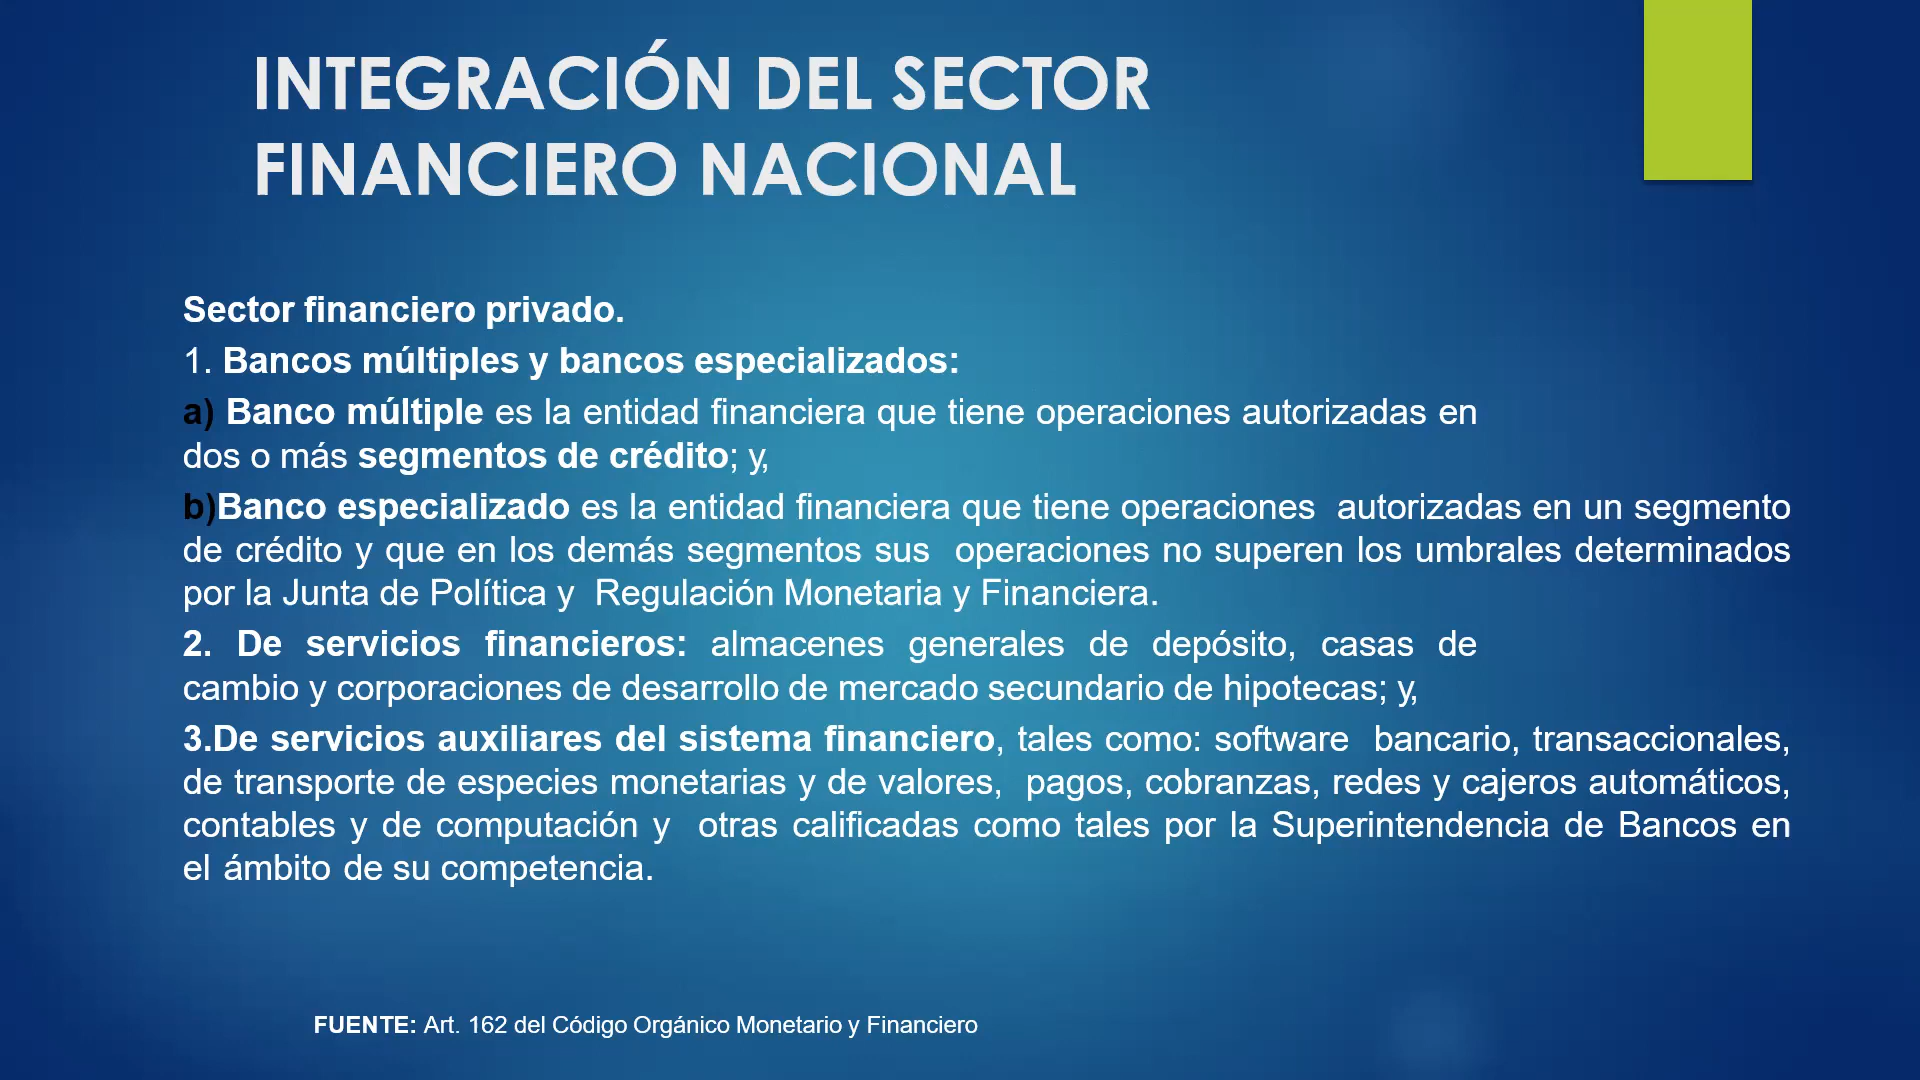 INTEGRACIÓN DEL SECTOR
FINANCIERO NACIONAL
Sector financiero privado.
1. Bancos múltiples y bancos especializados:
a) Banco múltiple es la entidad financiera que tiene operaciones autorizadas en
dos o más segmentos de crédito; y,
b)Banco especializado es la entidad financiera que tiene operaciones autorizadas en un segmento
de crédito y que en los demás segmentos sus operaciones no superen los umbrales determinados
por la Junta de Política y Regulación Monetaria y Financiera.
2. De servicios financieros: almacenes generales de depósito, casas de
cambio y corporaciones de desarrollo de mercado secundario de hipotecas; y,
3.De servicios auxiliares del sistema financiero, tales como: software bancario, transaccionales,
de transporte de especies monetarias y de valores, pagos, cobranzas, redes y cajeros automáticos,
contables y de computación y otras calificadas como tales por la Superintendencia de Bancos en
el ámbito de su competencia.
FUENTE: Art. 162 del Código Orgánico Monetario y Financiero